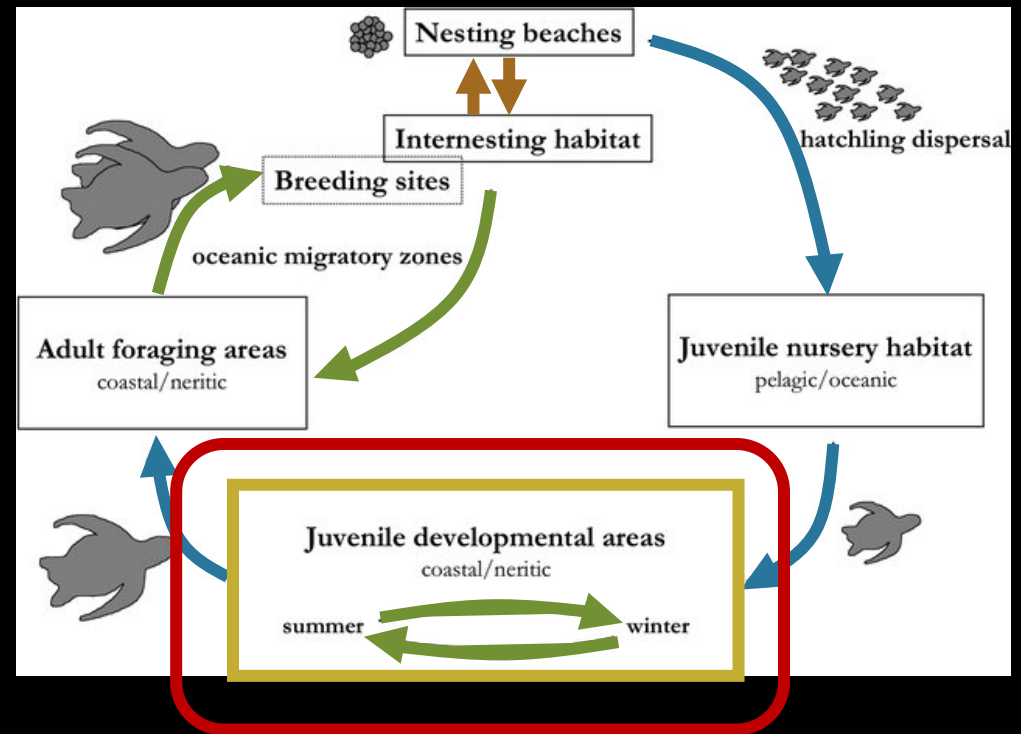 Nesting beaches
hatchling dispersal
Internesting habitat
Breeding sites
oceanic migratory zones
Adult foraging areas
coastal/neritic
Juvenile nursery habitat
pelagic/oceanic
Juvenile developmental areas
coastal/neritic
summer
winter